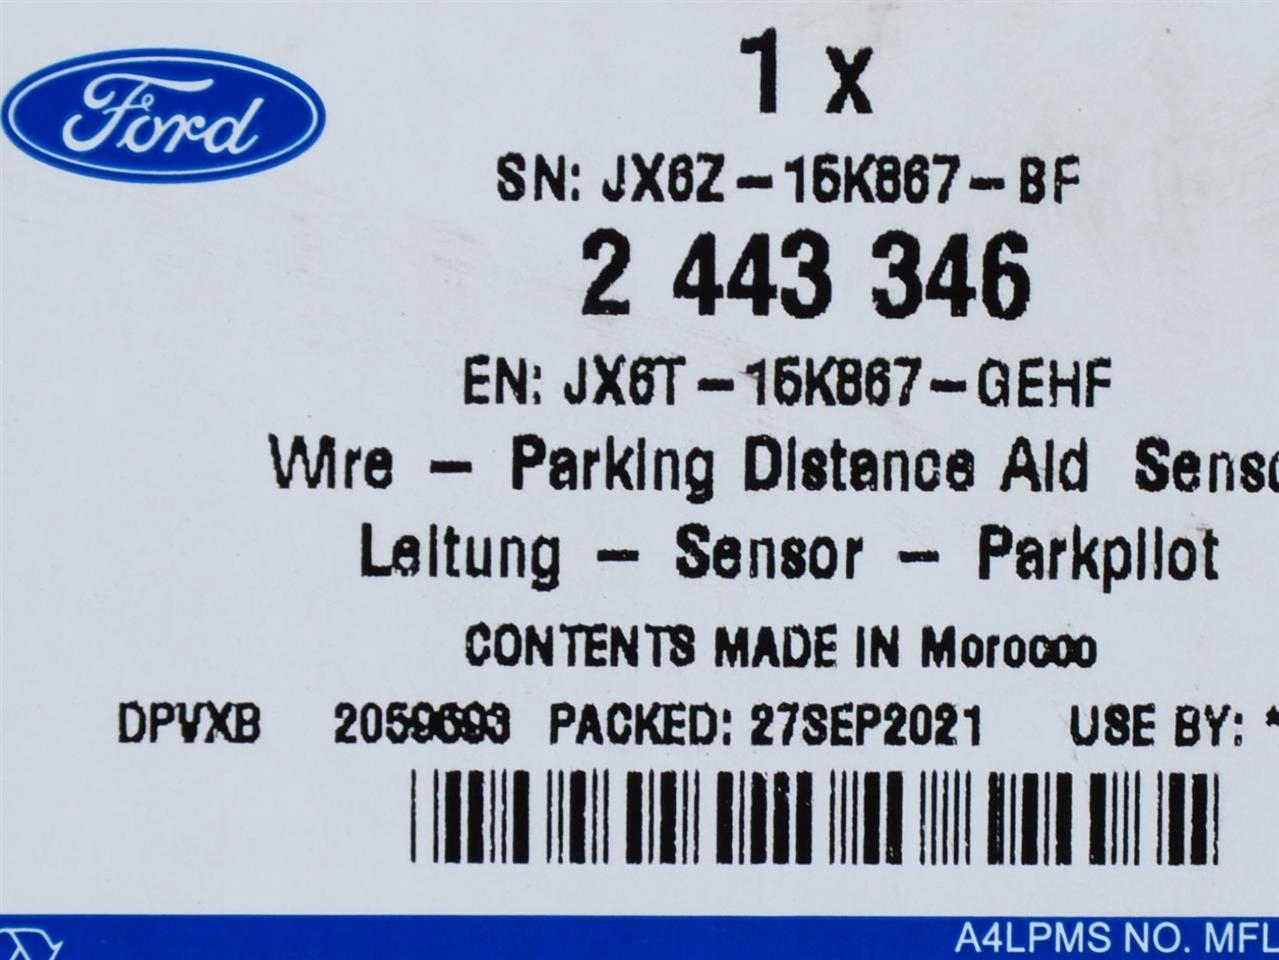 Ford
1 x
SN: JX6Z-15K867-BF
2 443 346
EN: JX6T-15K867-GEHF
Wire - Parking Distance Aid Senso
Leitung - Sensor - Parkpilot
CONTENTS MADE IN Morocco
DPVXB 2059693 PACKED: 27SEP2021 USE BY: *
A4LPMS NO. MFL